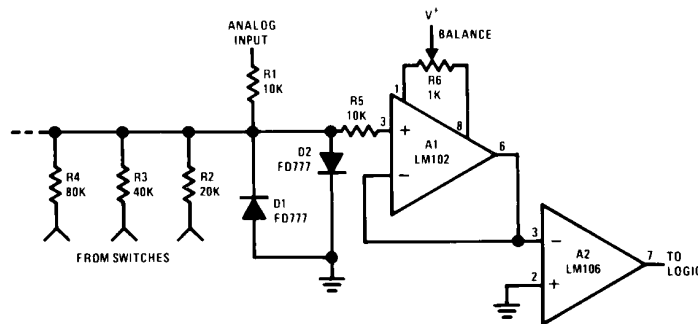 ANALOG
INPUT
V+
BALANCE
R1
10K
R6
1K
R5
10K
1
3
+
8
A1
LM102
6
−
R4
80K
R3
40K
R2
20K
D2
FD777
D1
FD777
FROM SWITCHES
3
−
A2
LM106
7
TO
LOGIC
2
+